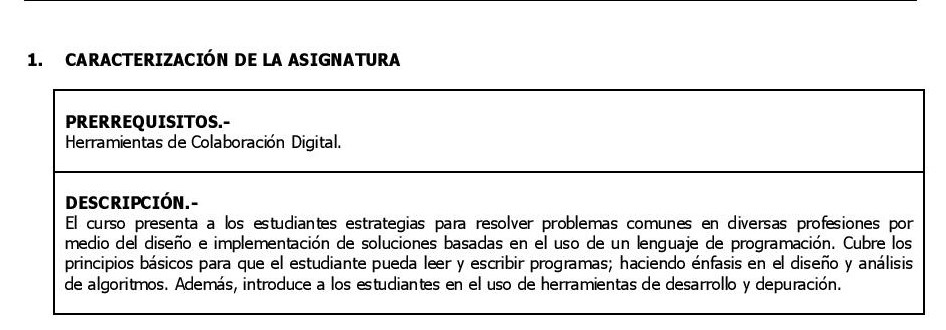 1. CARACTERIZACIÓN DE LA ASIGNATURA
PRERREQUISITOS.-
Herramientas de Colaboración Digital.
DESCRIPCIÓN.-
El curso presenta a los estudiantes estrategias para resolver problemas comunes en diversas profesiones por
medio del diseño e implementación de soluciones basadas en el uso de un lenguaje de programación. Cubre los
principios básicos para que el estudiante pueda leer y escribir programas; haciendo énfasis en el diseño y análisis
de algoritmos. Además, introduce a los estudiantes en el uso de herramientas de desarrollo y depuración.